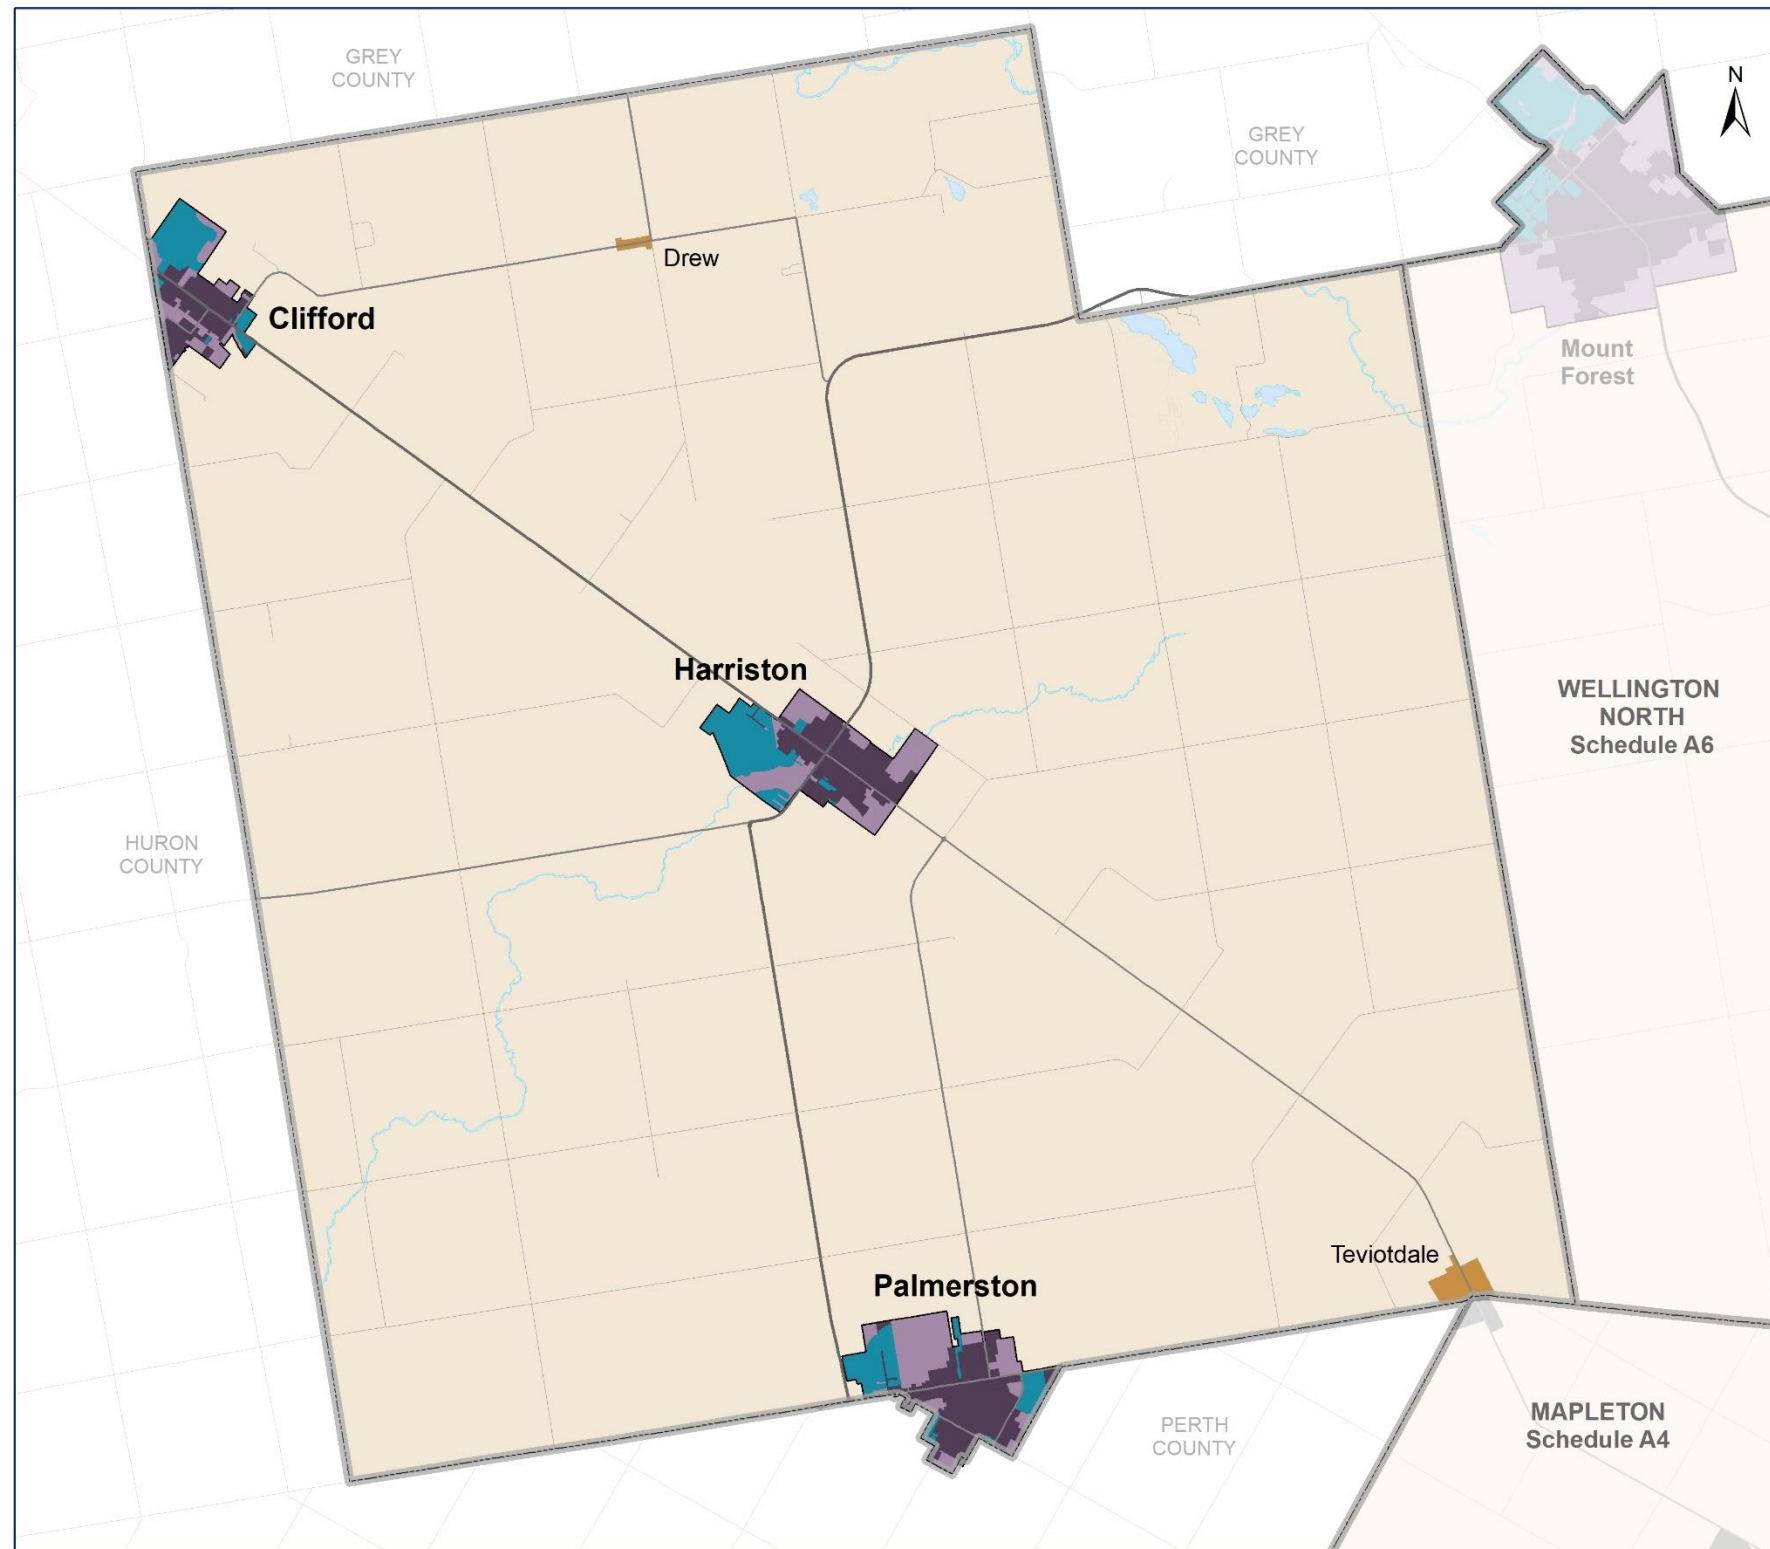 GREY
COUNTY
N
GREY
COUNTY
Drew
Clifford
Mount
Forest
Harriston
WELLINGTON
NORTH
Schedule A6
HURON
COUNTY
Teviotdale
Palmerston
PERTH
COUNTY
MAPLETON
Schedule A4